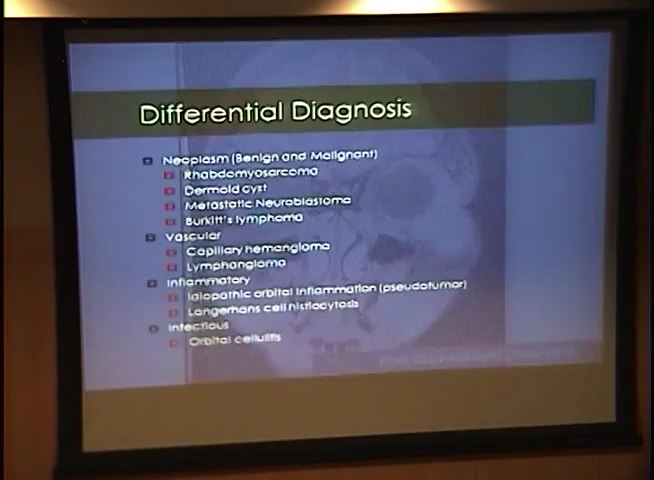 Differential Diagnosis
Neoplasm (Benign and Malignant)
Rhabdomyosarcoma
Dermoid cyst
Metastatic Neuroblastoma
Burkitt's lymphoma
Vascular
Capillary hemangioma
Lymphangioma
Inflammatory
Idiopathic orbital inflammation (pseudotumor)
Langerhans cell histiocytosis
Infectious
Orbital cellulitis